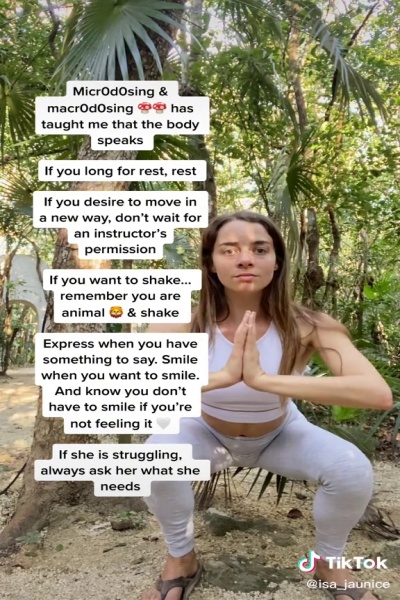 Micr0d0sing &
macr0d0sing 🍄🍄 has
taught me that the body
speaks
If you long for rest, rest
If you desire to move in
a new way, don't wait for
an instructor's
permission
If you want to shake...
remember you are
animal 🦁 & shake
Express when you have
something to say. Smile
when you want to smile.
And know you don't
have to smile if you're
not feeling it 🤍
If she is struggling,
always ask her what she
needs
TikTok
@isa_jaunice